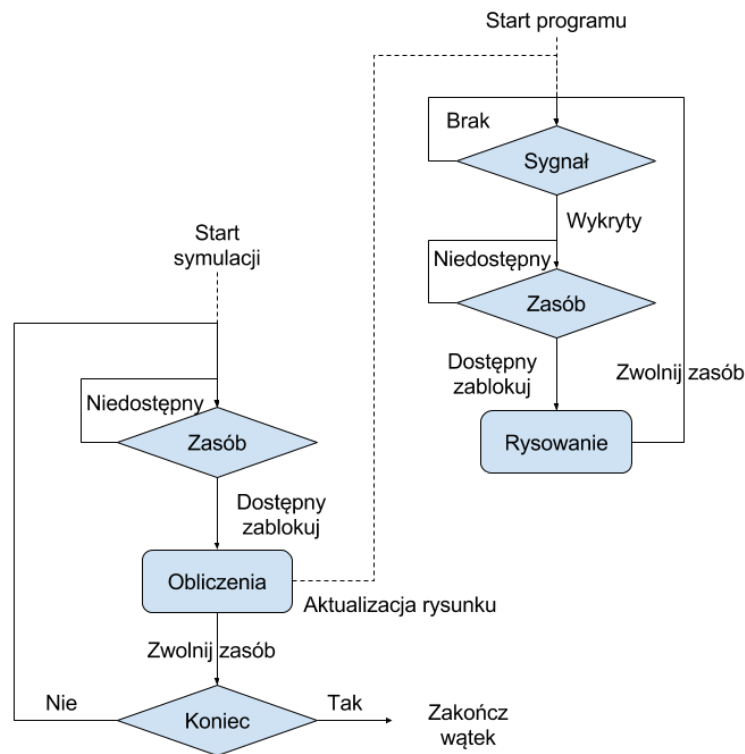 Start programu
Brak
Sygnał
Wykryty
Niedostępny
Zasób
Dostępny
zablokuj
Zwolnij zasób
Rysowanie
Start
symulacji
Niedostępny
Zasób
Dostępny
zablokuj
Obliczenia
Aktualizacja rysunku
Zwolnij zasób
Nie
Koniec
Tak
Zakończ
wątek